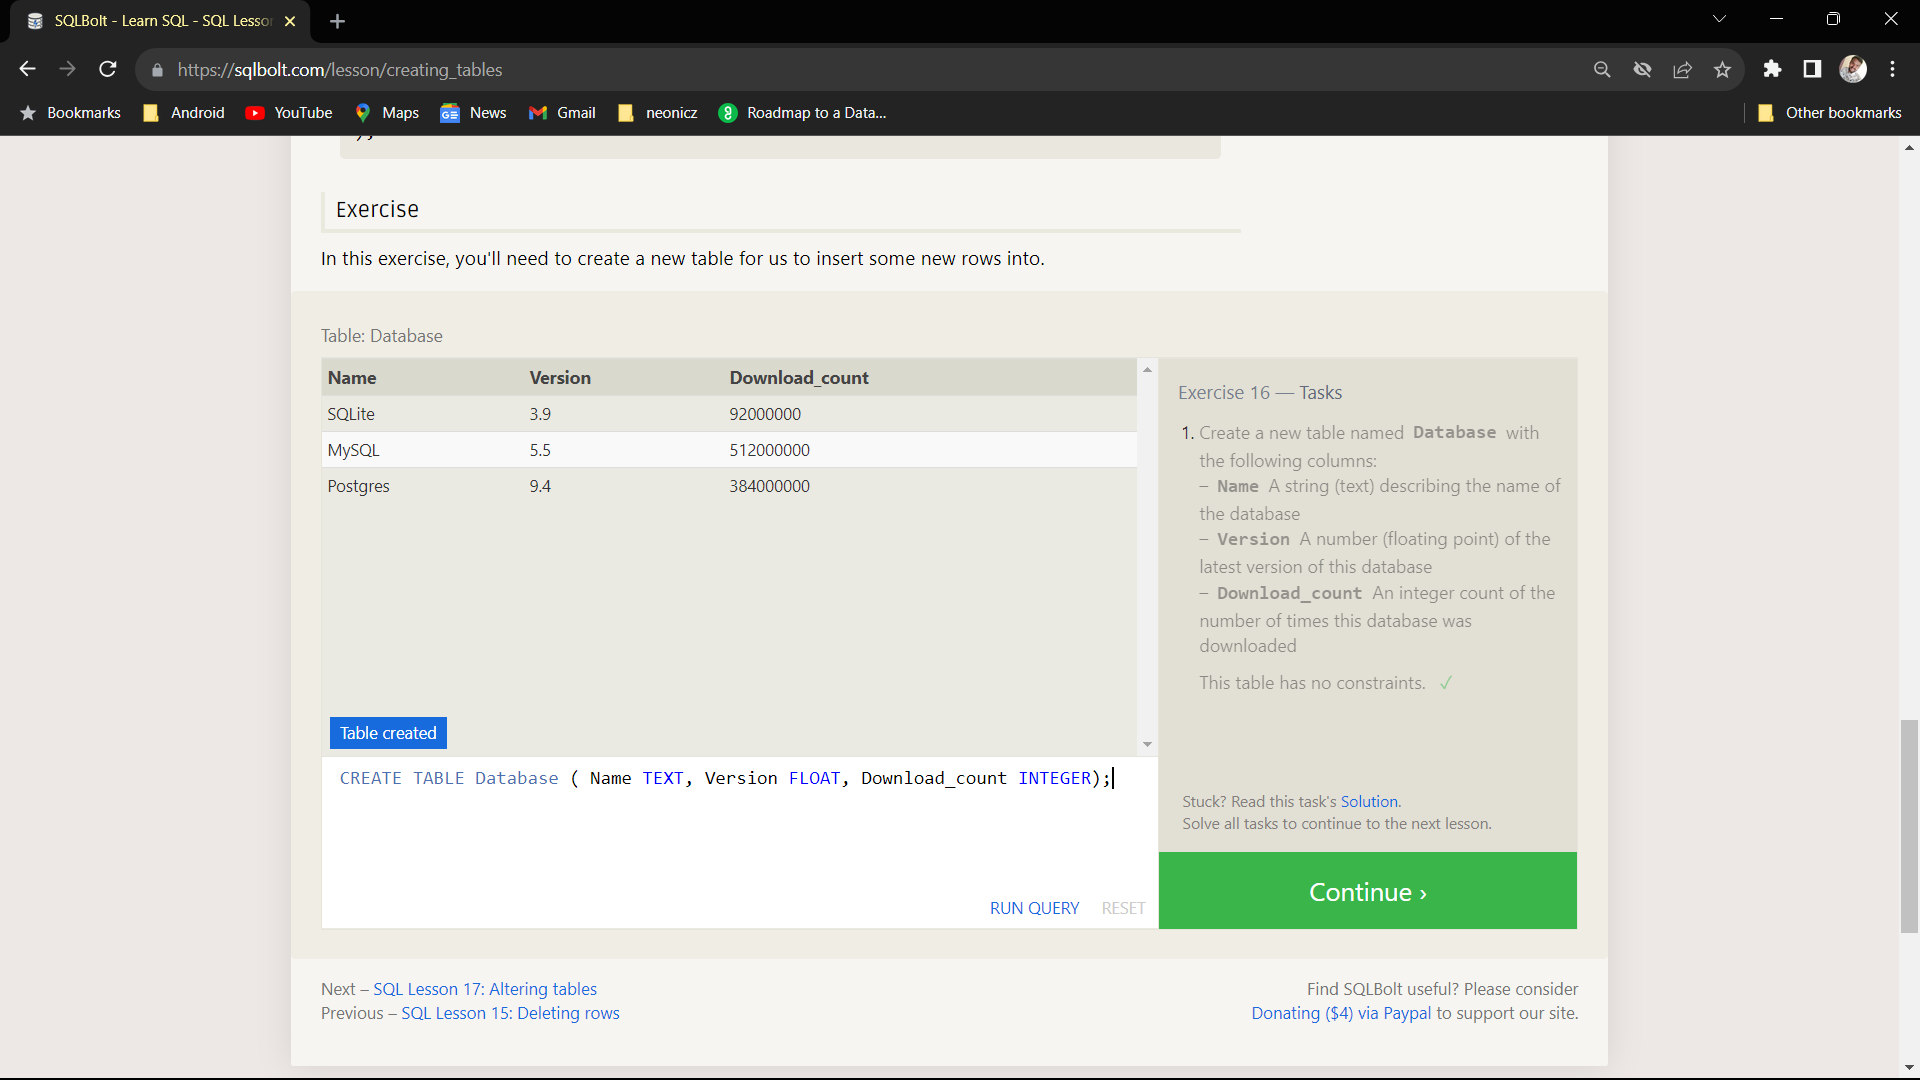 SQLBolt - Learn SQL - SQL Lesso
https://sqlbolt.com/lesson/creating_tables
Bookmarks Android YouTube Maps News Gmail neonicz Roadmap to a Data... Other bookmarks
);
Exercise
In this exercise, you'll need to create a new table for us to insert some new rows into.
Table: Database
Name Version Download_count
SQLite 3.9 92000000
MySQL 5.5 512000000
Postgres 9.4 384000000
Table created
CREATE TABLE Database ( Name TEXT, Version FLOAT, Download_count INTEGER);
RUN QUERY RESET
Exercise 16 — Tasks
1. Create a new table named Database with
the following columns:
– Name A string (text) describing the name of
the database
– Version A number (floating point) of the
latest version of this database
– Download_count An integer count of the
number of times this database was
downloaded
This table has no constraints. ✓
Stuck? Read this task's Solution.
Solve all tasks to continue to the next lesson.
Continue ›
Next – SQL Lesson 17: Altering tables
Previous – SQL Lesson 15: Deleting rows
Find SQLBolt useful? Please consider
Donating ($4) via Paypal to support our site.